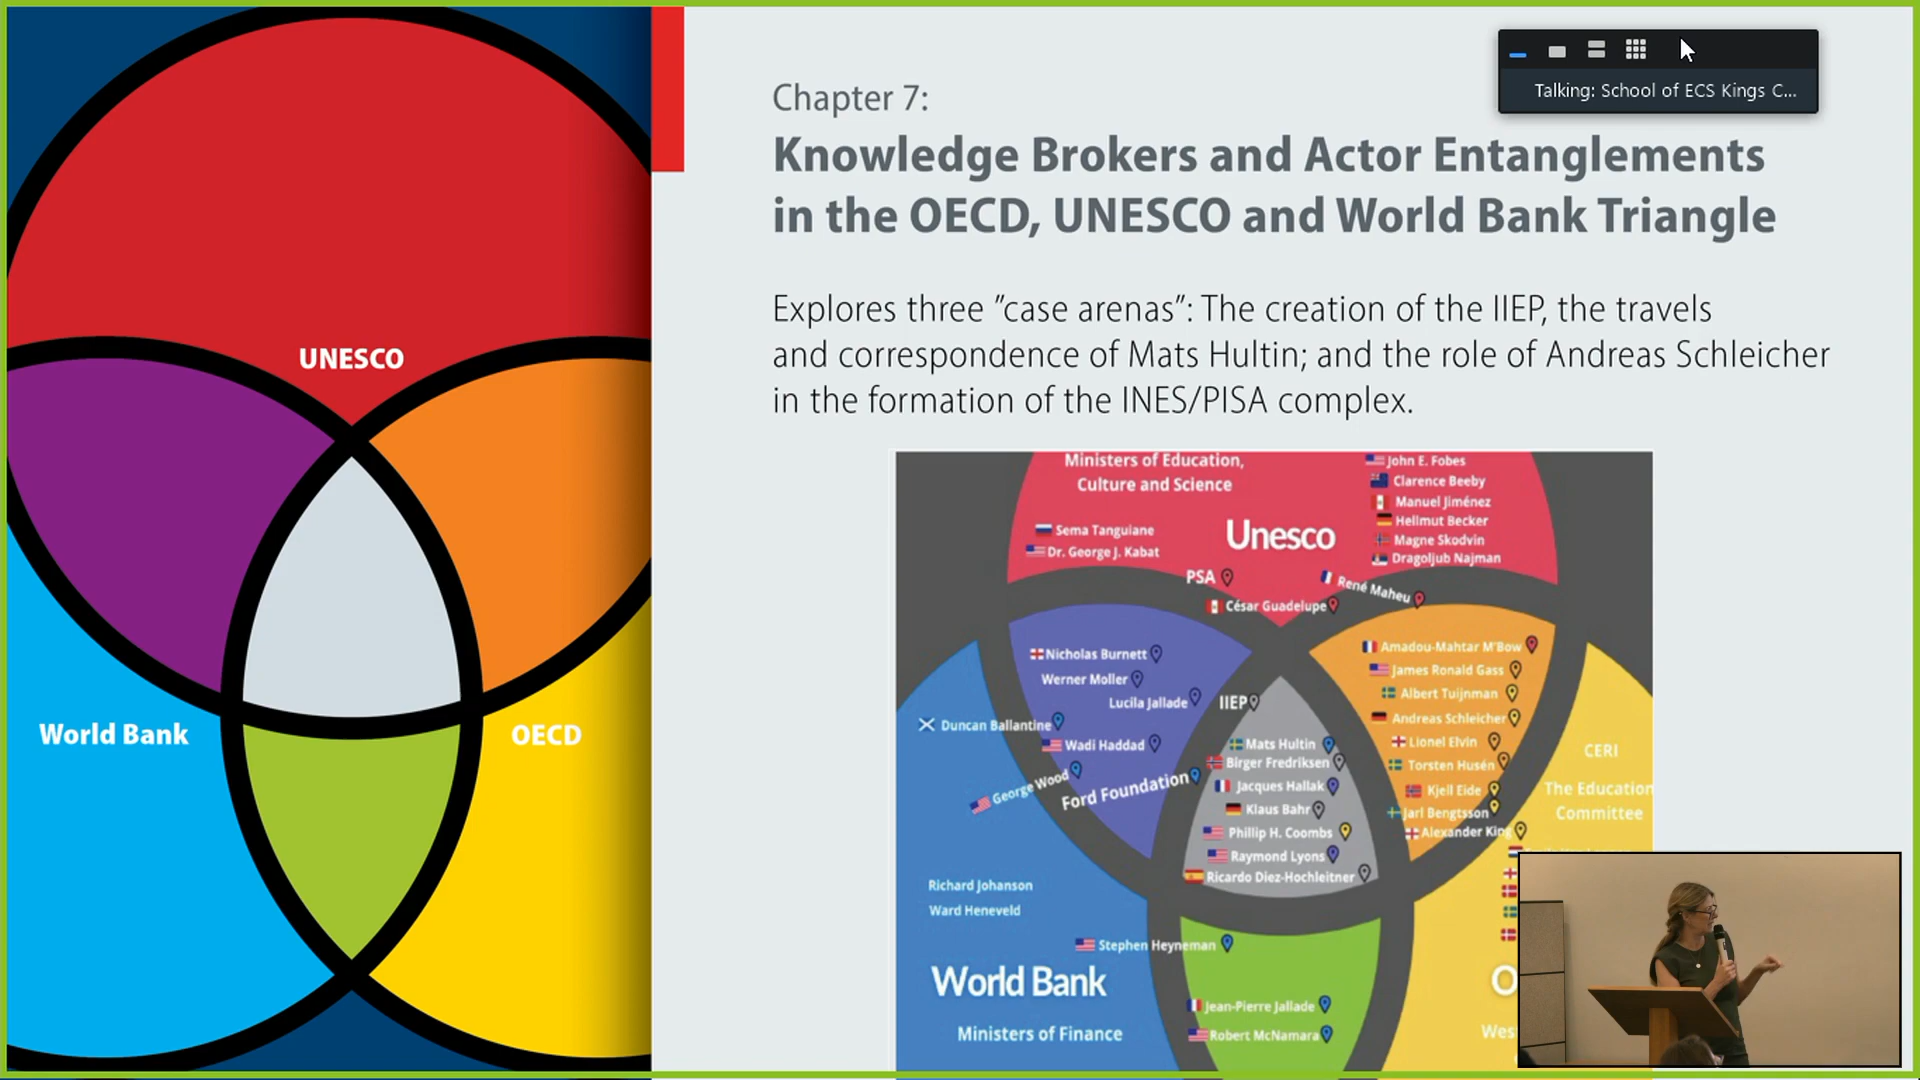 UNESCO
World Bank
OECD
Talking: School of ECS Kings C...
Chapter 7:
Knowledge Brokers and Actor Entanglements
in the OECD, UNESCO and World Bank Triangle
Explores three ”case arenas”: The creation of the IIEP, the travels
and correspondence of Mats Hultin; and the role of Andreas Schleicher
in the formation of the INES/PISA complex.
Ministers of Education,
Culture and Science
Sema Tanguiane
Dr. George J. Kabat
Unesco
John E. Fobes
Clarence Beeby
Manuel Jiménez
Hellmut Becker
Magne Skodvin
Dragoljub Najman
PSA
René Maheu
César Guadelupe
Nicholas Burnett
Werner Moller
Lucila Jallade
Duncan Ballantine
Wadi Haddad
George Wood
Ford Foundation
IIEP
Mats Hultin
Birger Fredriksen
Jacques Hallak
Klaus Bahr
Phillip H. Coombs
Raymond Lyons
Ricardo Diez-Hochleitner
Amadou-Mahtar M'Bow
James Ronald Gass
Albert Tuijnman
Andreas Schleicher
Lionel Elvin
Torsten Husén
Kjell Eide
Jarl Bengtsson
Alexander King
CERI
The Education
Committee
Richard Johanson
Ward Heneveld
Stephen Heyneman
World Bank
Ministers of Finance
Jean-Pierre Jallade
Robert McNamara
O
Wes